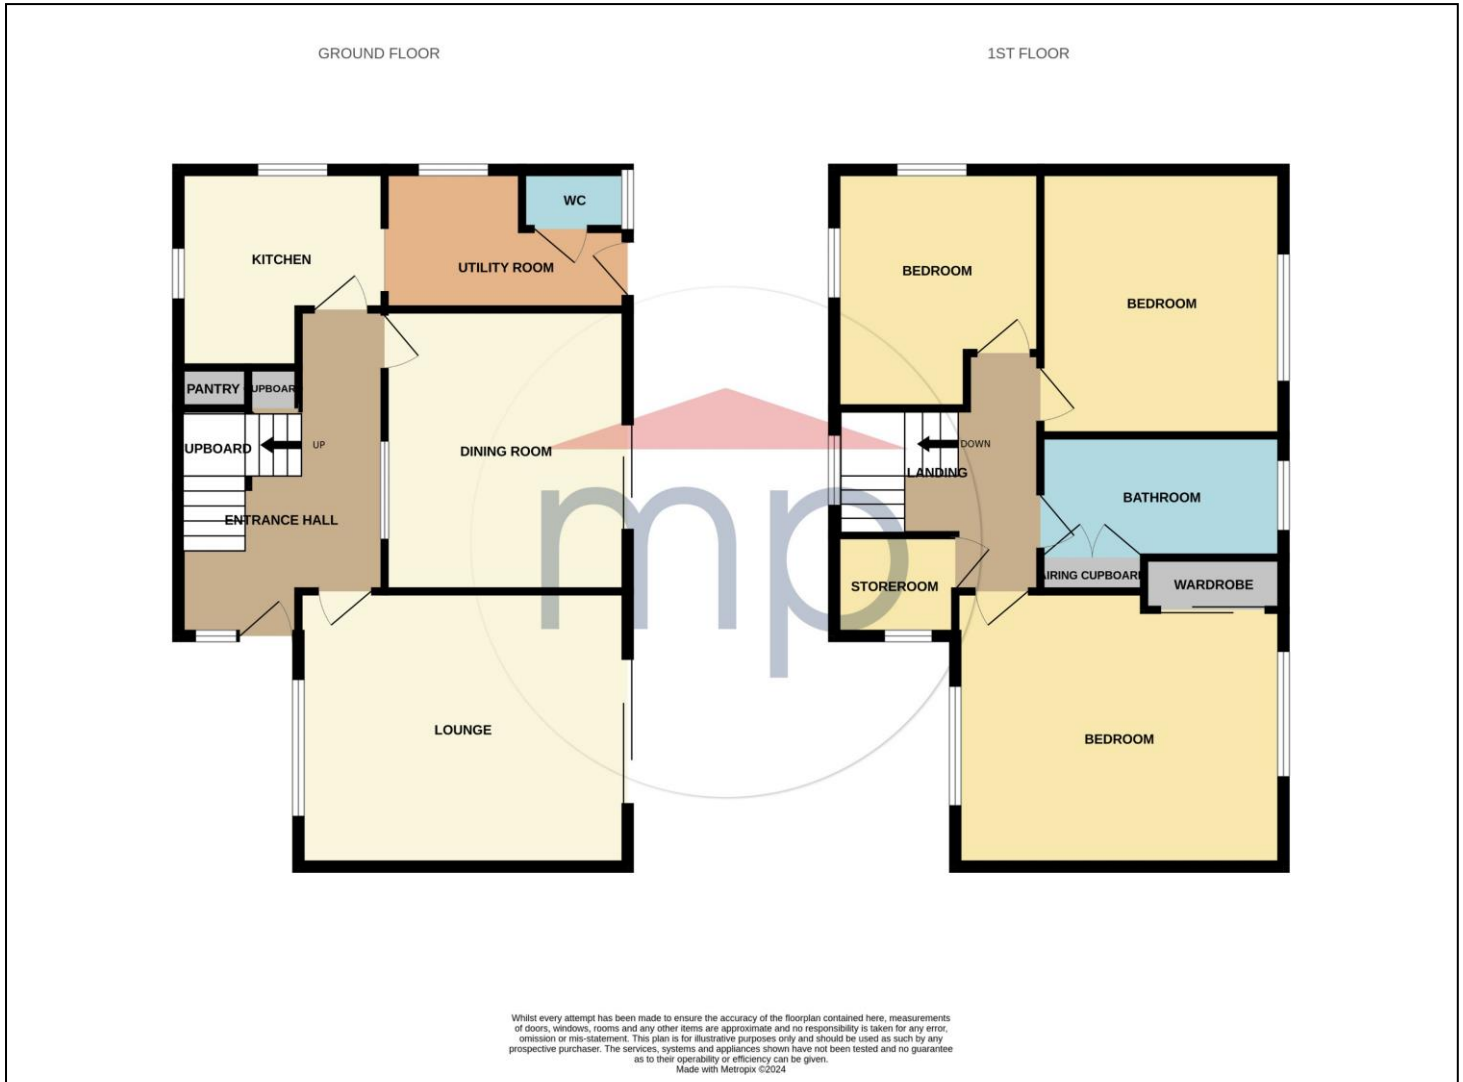 GROUND FLOOR
1ST FLOOR
WC
KITCHEN
UTILITY ROOM
PANTRY
CUPBOARD
UPBOARD
UP
DINING ROOM
ENTRANCE HALL
LOUNGE
BEDROOM
BEDROOM
DOWN
LANDING
BATHROOM
STOREROOM
AIRING CUPBOARD
WARDROBE
BEDROOM
mp
Whilst every attempt has been made to ensure the accuracy of the floorplan contained here, measurements
of doors, windows, rooms and any other items are approximate and no responsibility is taken for any error,
omission or mis-statement. This plan is for illustrative purposes only and should be used as such by any
prospective purchaser. The services, systems and appliances shown have not been tested and no guarantee
as to their operability or efficiency can be given.
Made with Metropix ©2024